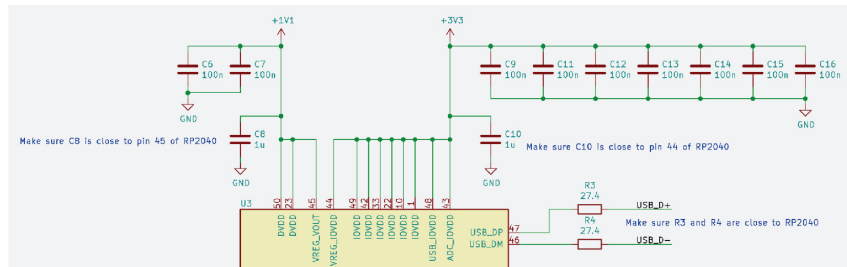 +1V1
+3V3
C6
100n
C7
100n
C9
100n
C11
100n
C12
100n
C13
100n
C14
100n
C15
100n
C16
100n
GND
GND
Make sure C8 is close to pin 45 of RP2040
C8
1u
C10
1u
Make sure C10 is close to pin 44 of RP2040
GND
GND
U3
50
23
45
44
49
42
33
22
10
1
48
43
DVDD
DVDD
VREG_VOUT
VREG_IOVDD
IOVDD
IOVDD
IOVDD
IOVDD
IOVDD
IOVDD
USB_IOVDD
ADC_IOVDD
R3
27.4
USB_D+
Make sure R3 and R4 are close to RP2040
USB_DP
47
R4
27.4
USB_D-
USB_DM
46